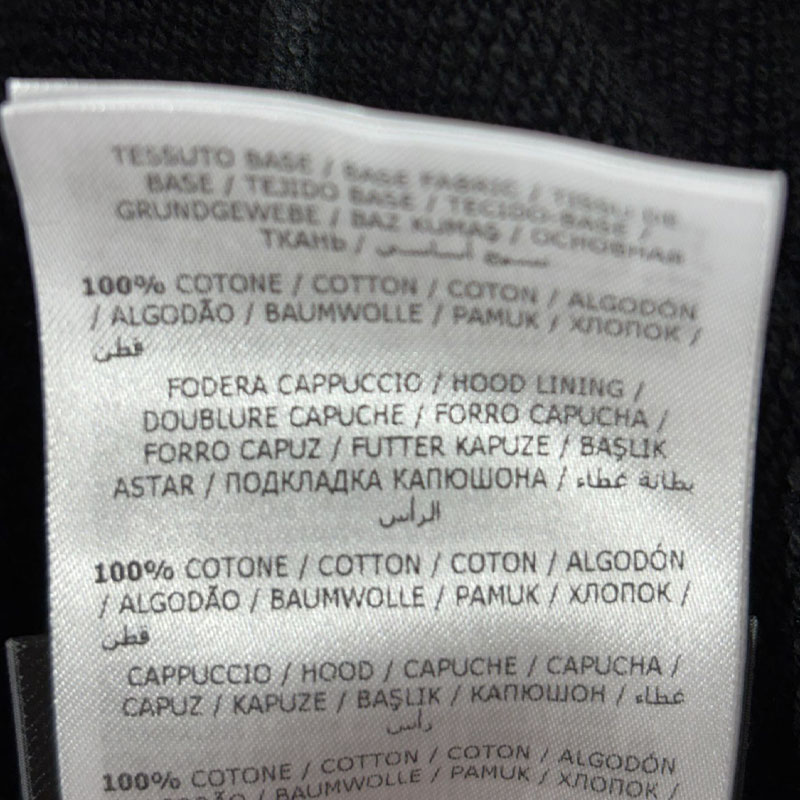 TESSUTO BASE / BASE FABRIC / TISSU DE
BASE / TEJIDO BASE / TECIDO-BASE /
GRUNDGEWEBE / BAZ KUMAŞ / ОСНОВНАЯ
ТКАНЬ / نسيج أساسي
100% COTONE / COTTON / COTON / ALGODÓN
/ ALGODÃO / BAUMWOLLE / PAMUK / ХЛОПОК /
قطن
FODERA CAPPUCCIO / HOOD LINING /
DOUBLURE CAPUCHE / FORRO CAPUCHA /
FORRO CAPUZ / FUTTER KAPUZE / BAŞLIK
ASTAR / ПОДКЛАДКА КАПЮШОНА / بطانة غطاء
الرأس
100% COTONE / COTTON / COTON / ALGODÓN
/ ALGODÃO / BAUMWOLLE / PAMUK / ХЛОПОК /
قطن
CAPPUCCIO / HOOD / CAPUCHE / CAPUCHA /
CAPUZ / KAPUZE / BAŞLIK / КАПЮШОН / غطاء
رأس
100% COTONE / COTTON / COTON / ALGODÓN
/ ALGODÃO / BAUMWOLLE / PAMUK / ХЛОПОК /